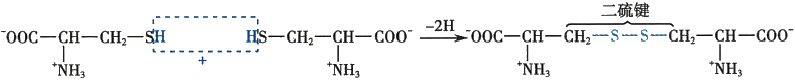 二硫键
⁻OOC—CH—CH₂—SH HS—CH₂—CH—COO⁻ —2H ⁻OOC—CH—CH₂—S—S—CH₂—CH—COO⁻
+
⁺NH₃ ⁺NH₃ ⁺NH₃ ⁺NH₃